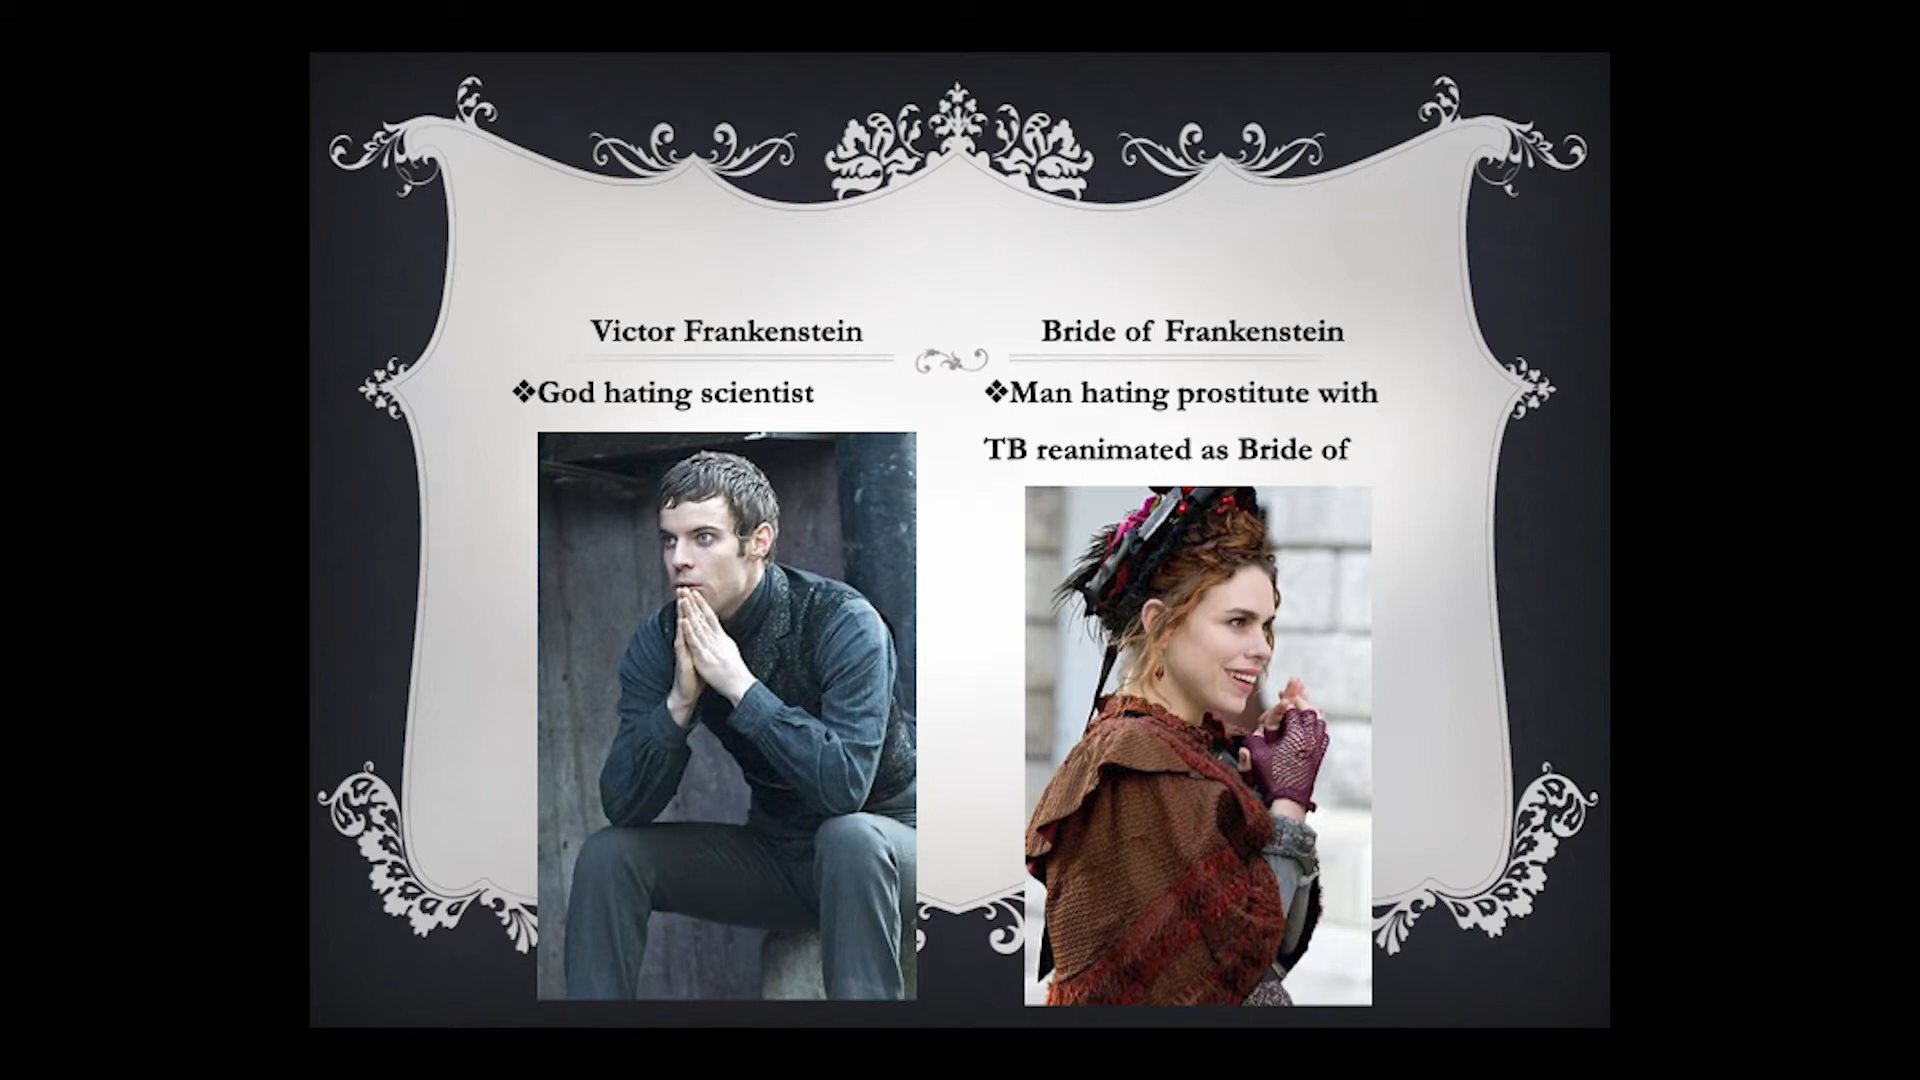 Victor Frankenstein
❖God hating scientist
Bride of Frankenstein
❖Man hating prostitute with
TB reanimated as Bride of